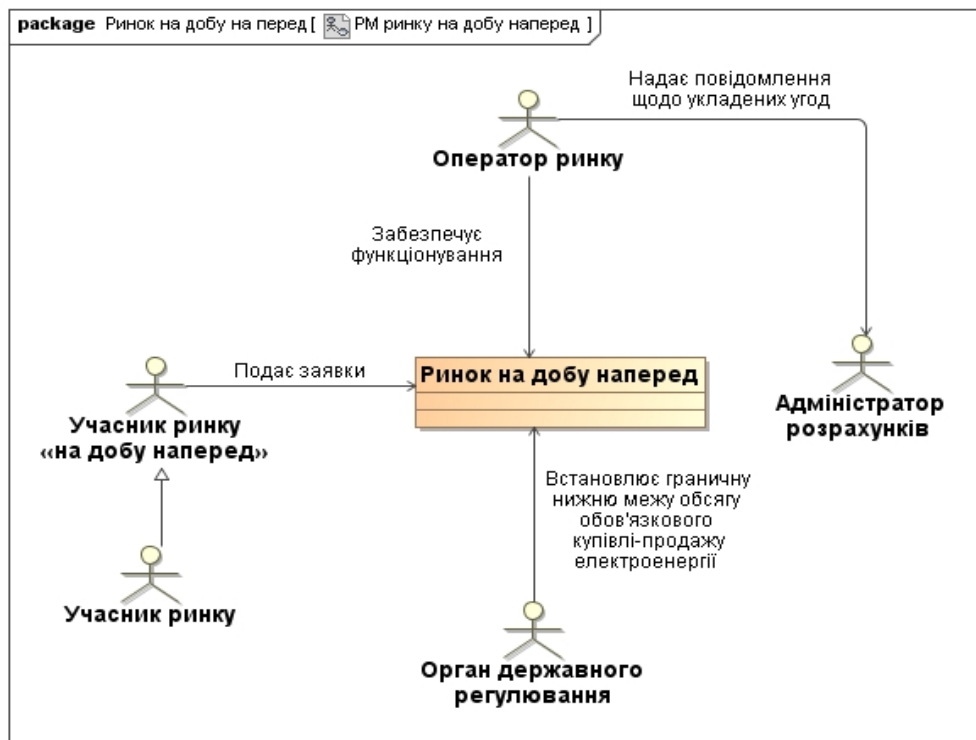 package Ринок на добу на перед [ РМ ринку на добу наперед ]
Надає повідомлення
щодо укладених угод
Оператор ринку
Забезпечує
функціонування
Подає заявки
Ринок на добу наперед
Учасник ринку
«на добу наперед»
Адміністратор
розрахунків
Встановлює граничну
нижню межу обсягу
обов'язкового
купівлі-продажу
електроенергії
Учасник ринку
Орган державного
регулювання